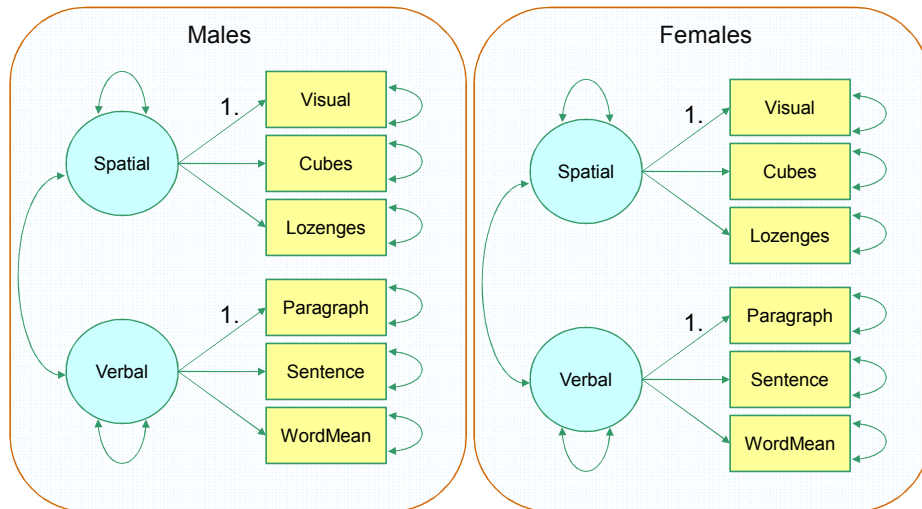 Males
1.
Visual
Spatial
Cubes
Lozenges
1.
Paragraph
Verbal
Sentence
WordMean
Females
1.
Visual
Spatial
Cubes
Lozenges
1.
Paragraph
Verbal
Sentence
WordMean